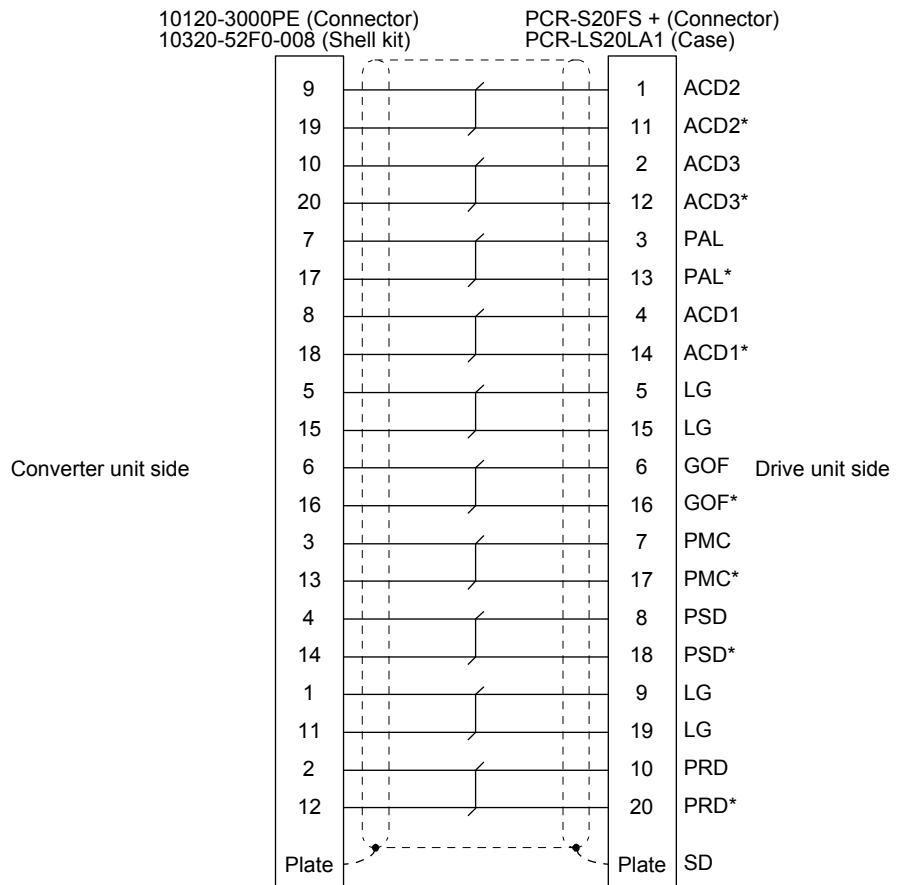 10120-3000PE (Connector) PCR-S20FS + (Connector)
10320-52F0-008 (Shell kit) PCR-LS20LA1 (Case)
9 1 ACD2
19 11 ACD2*
10 2 ACD3
20 12 ACD3*
7 3 PAL
17 13 PAL*
8 4 ACD1
18 14 ACD1*
5 5 LG
15 15 LG
Converter unit side 6 6 GOF Drive unit side
16 16 GOF*
3 7 PMC
13 17 PMC*
4 8 PSD
14 18 PSD*
1 9 LG
11 19 LG
2 10 PRD
12 20 PRD*
Plate Plate SD